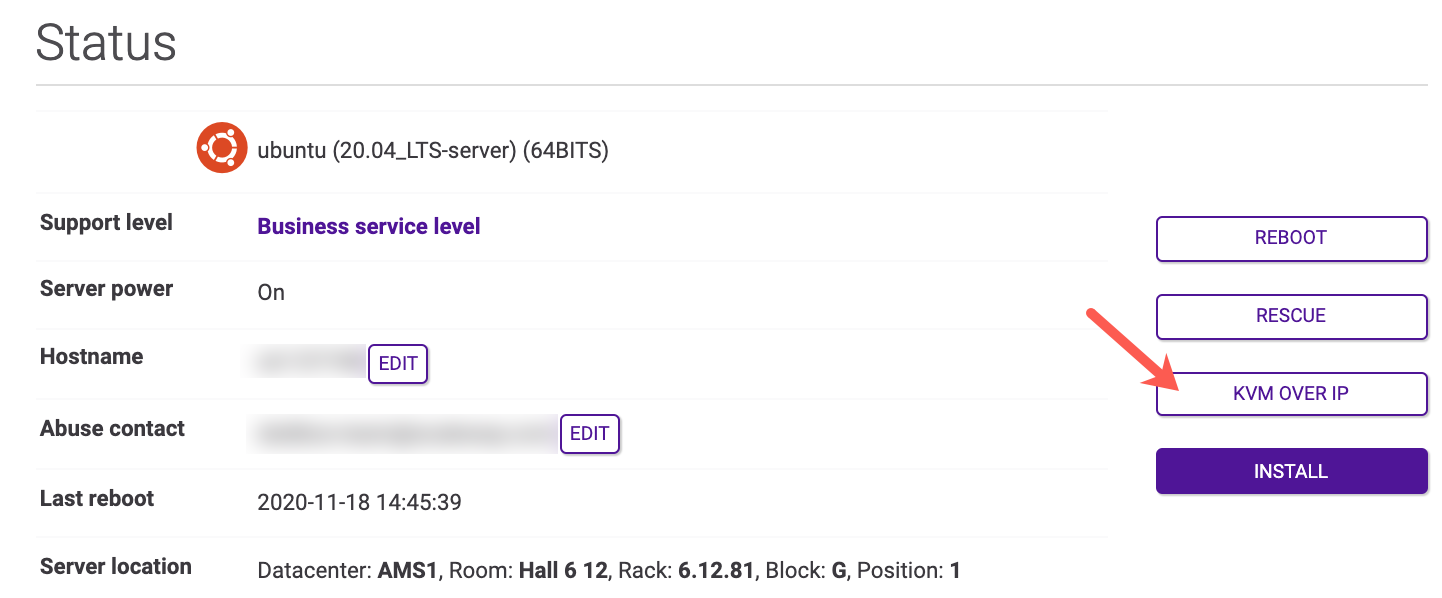 Status
ubuntu (20.04_LTS-server) (64BITS)
Support level Business service level
Server power On
Hostname EDIT
Abuse contact EDIT
Last reboot 2020-11-18 14:45:39
Server location Datacenter: AMS1, Room: Hall 6 12, Rack: 6.12.81, Block: G, Position: 1
REBOOT
RESCUE
KVM OVER IP
INSTALL